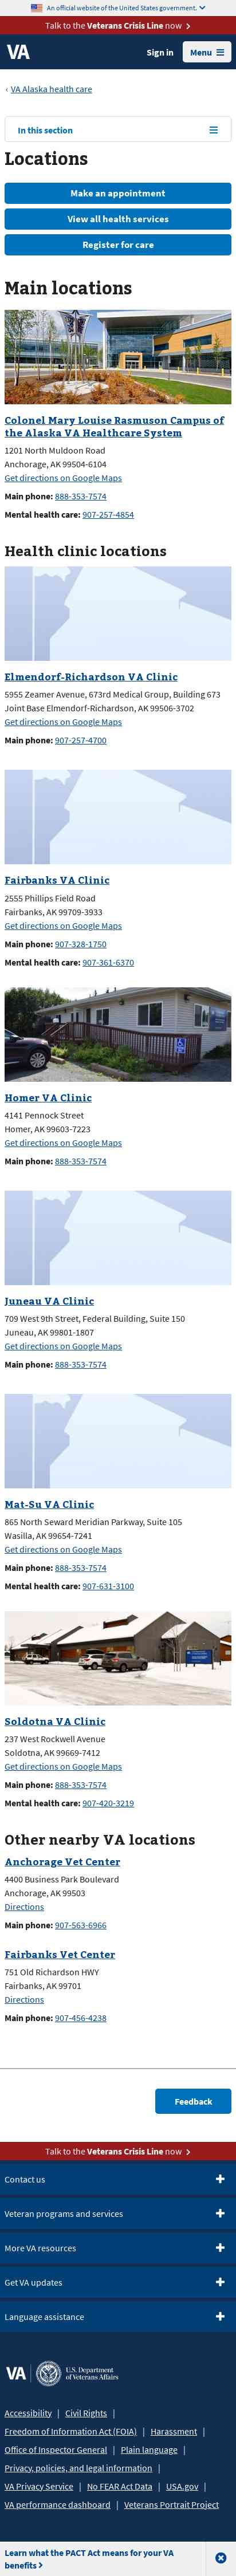 An official website of the United States government.
Talk to the Veterans Crisis Line now
VA
Sign in
Menu
‹ VA Alaska health care
In this section
Locations
Make an appointment
View all health services
Register for care
Main locations
Colonel Mary Louise Rasmuson Campus of
the Alaska VA Healthcare System
1201 North Muldoon Road
Anchorage, AK 99504-6104
Get directions on Google Maps
Main phone: 888-353-7574
Mental health care: 907-257-4854
Health clinic locations
Elmendorf-Richardson VA Clinic
5955 Zeamer Avenue, 673rd Medical Group, Building 673
Joint Base Elmendorf-Richardson, AK 99506-3702
Get directions on Google Maps
Main phone: 907-257-4700
Fairbanks VA Clinic
2555 Phillips Field Road
Fairbanks, AK 99709-3933
Get directions on Google Maps
Main phone: 907-328-1750
Mental health care: 907-361-6370
Homer VA Clinic
4141 Pennock Street
Homer, AK 99603-7223
Get directions on Google Maps
Main phone: 888-353-7574
Juneau VA Clinic
709 West 9th Street, Federal Building, Suite 150
Juneau, AK 99801-1807
Get directions on Google Maps
Main phone: 888-353-7574
Mat-Su VA Clinic
865 North Seward Meridian Parkway, Suite 105
Wasilla, AK 99654-7241
Get directions on Google Maps
Main phone: 888-353-7574
Mental health care: 907-631-3100
Soldotna VA Clinic
237 West Rockwell Avenue
Soldotna, AK 99669-7412
Get directions on Google Maps
Main phone: 888-353-7574
Mental health care: 907-420-3219
Other nearby VA locations
Anchorage Vet Center
4400 Business Park Boulevard
Anchorage, AK 99503
Directions
Main phone: 907-563-6966
Fairbanks Vet Center
751 Old Richardson HWY
Fairbanks, AK 99701
Directions
Main phone: 907-456-4238
Feedback
Talk to the Veterans Crisis Line now
Contact us
Veteran programs and services
More VA resources
Get VA updates
Language assistance
VA | U.S. Department of Veterans Affairs
Accessibility | Civil Rights |
Freedom of Information Act (FOIA) | Harassment |
Office of Inspector General | Plain language |
Privacy, policies, and legal information |
VA Privacy Service | No FEAR Act Data | USA.gov |
VA performance dashboard | Veterans Portrait Project
Learn what the PACT Act means for your VA
benefits